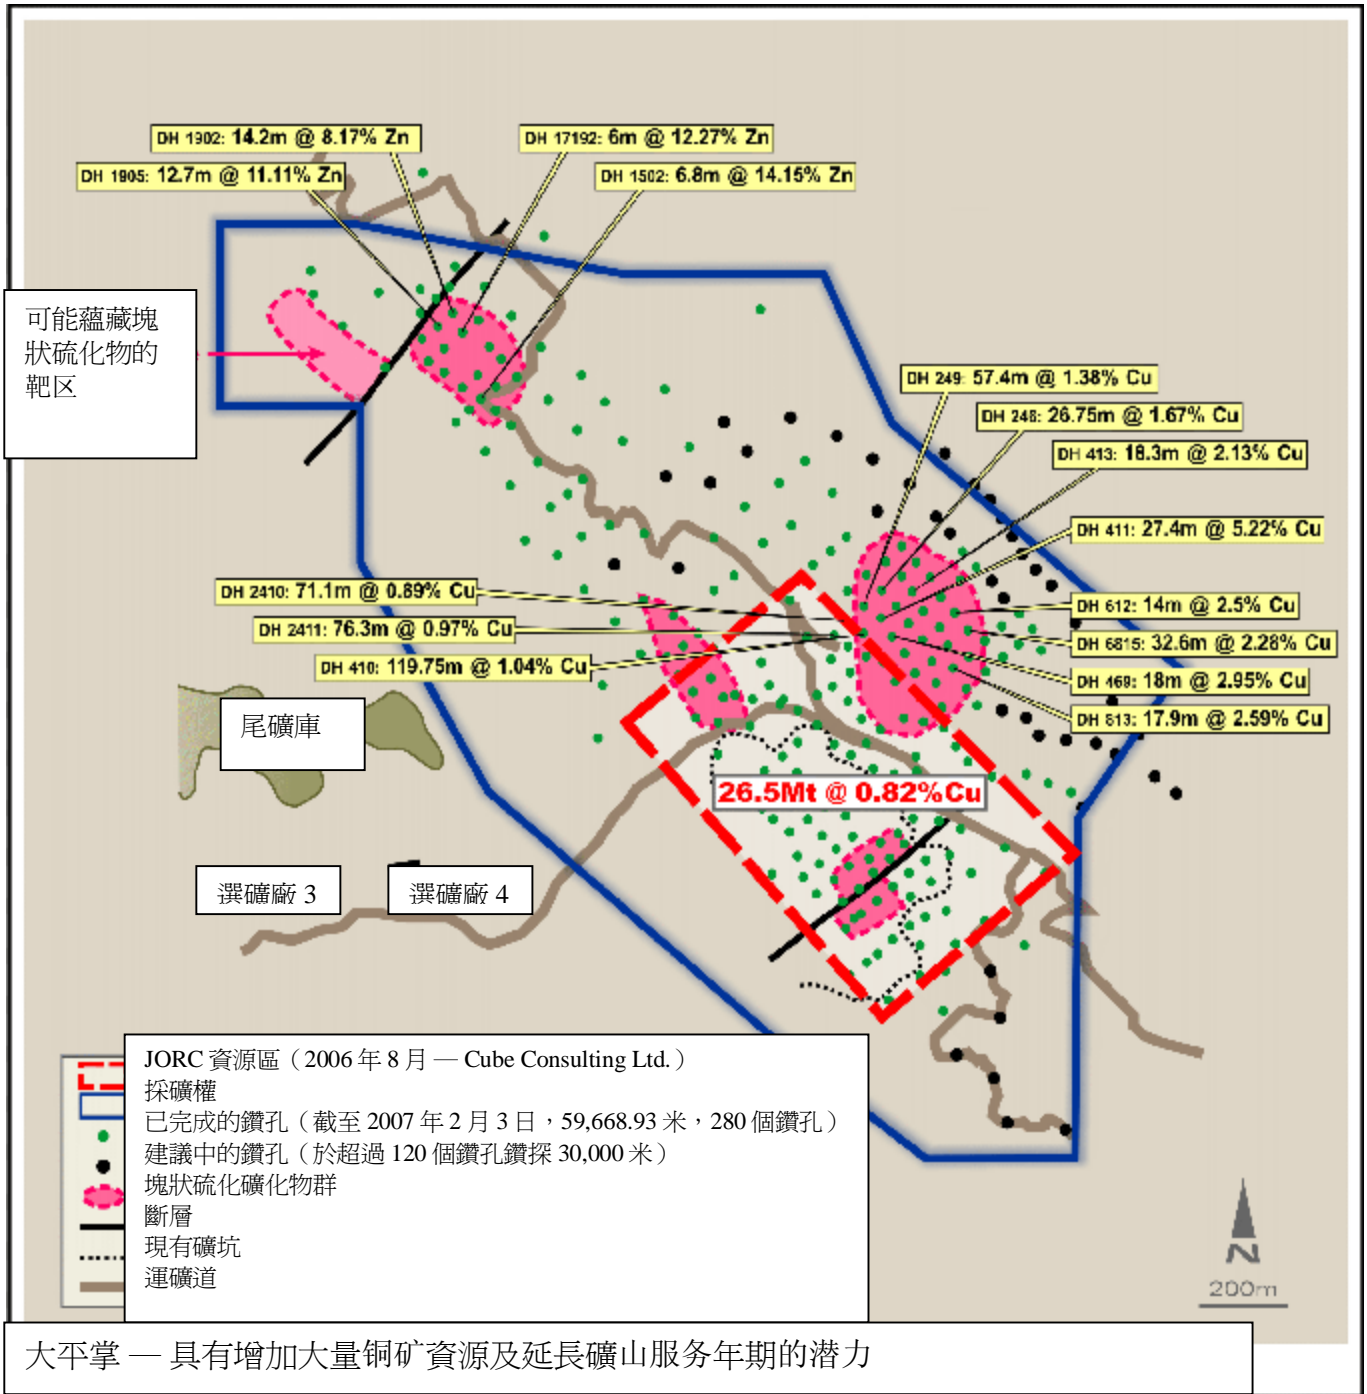 DH 1902: 14.2m @ 8.17% Zn
DH 17192: 6m @ 12.27% Zn
DH 1905: 12.7m @ 11.11% Zn
DH 1502: 6.8m @ 14.15% Zn
可能蘊藏塊
狀硫化物的
靶区
DH 249: 57.4m @ 1.38% Cu
DH 248: 26.75m @ 1.67% Cu
DH 413: 18.3m @ 2.13% Cu
DH 411: 27.4m @ 5.22% Cu
DH 2410: 71.1m @ 0.89% Cu
DH 612: 14m @ 2.5% Cu
DH 2411: 76.3m @ 0.97% Cu
DH 6815: 32.6m @ 2.28% Cu
DH 410: 119.75m @ 1.04% Cu
DH 469: 18m @ 2.95% Cu
DH 813: 17.9m @ 2.59% Cu
尾礦庫
26.5Mt @ 0.82%Cu
選礦廠 3
選礦廠 4
JORC 資源區（2006 年 8 月 — Cube Consulting Ltd.）
採礦權
已完成的鑽孔（截至 2007 年 2 月 3 日，59,668.93 米，280 個鑽孔）
建議中的鑽孔（於超過 120 個鑽孔鑽探 30,000 米）
塊狀硫化礦化物群
斷層
現有礦坑
運礦道
N
200m
大平掌 — 具有增加大量铜矿資源及延長礦山服务年期的潜力